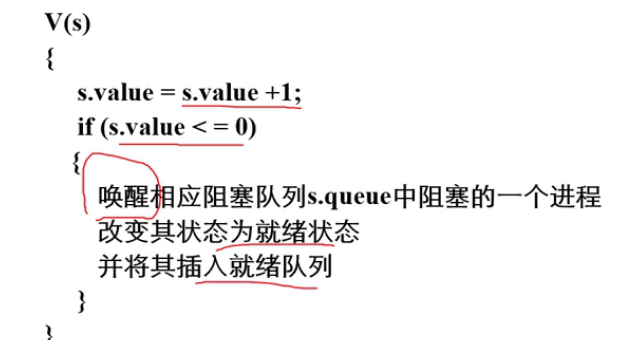 V(s)
{
s.value = s.value +1;
if (s.value < = 0)
{
唤醒相应阻塞队列s.queue中阻塞的一个进程
改变其状态为就绪状态
并将其插入就绪队列
}
}